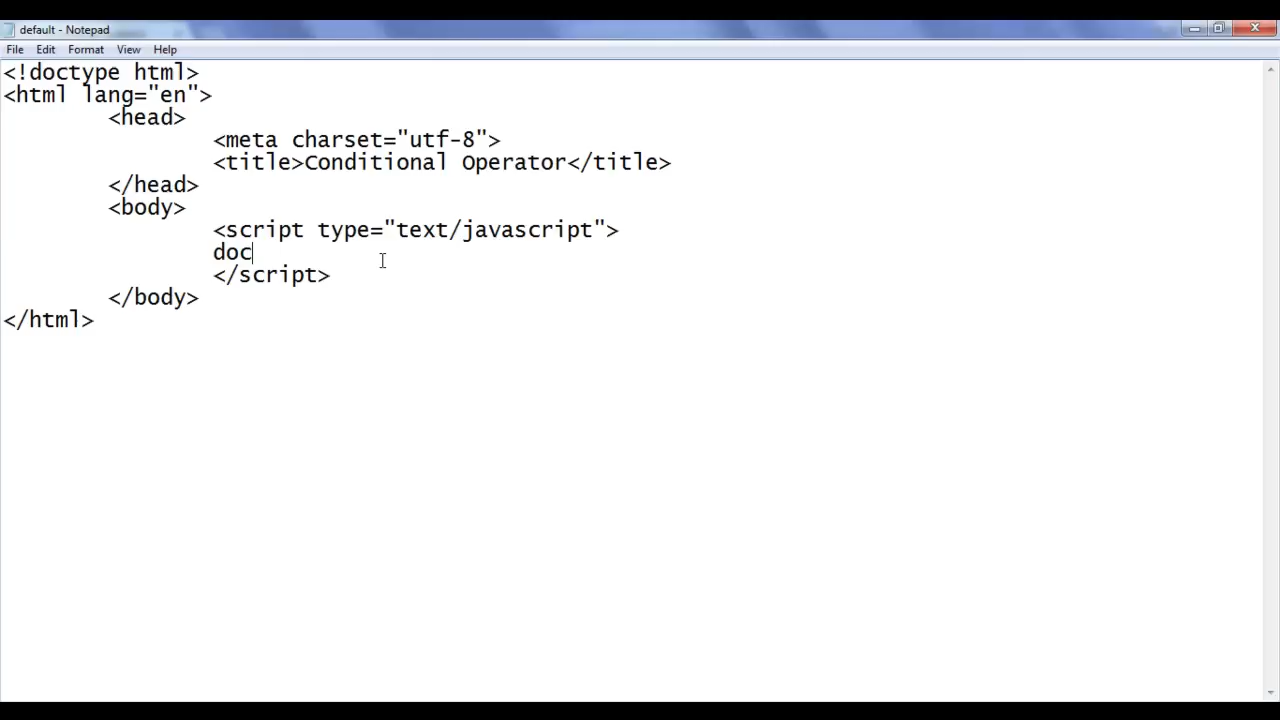 default - Notepad
File Edit Format View Help
<!doctype html>
<html lang="en">
<head>
<meta charset="utf-8">
<title>Conditional Operator</title>
</head>
<body>
<script type="text/javascript">
doc
</script>
</body>
</html>